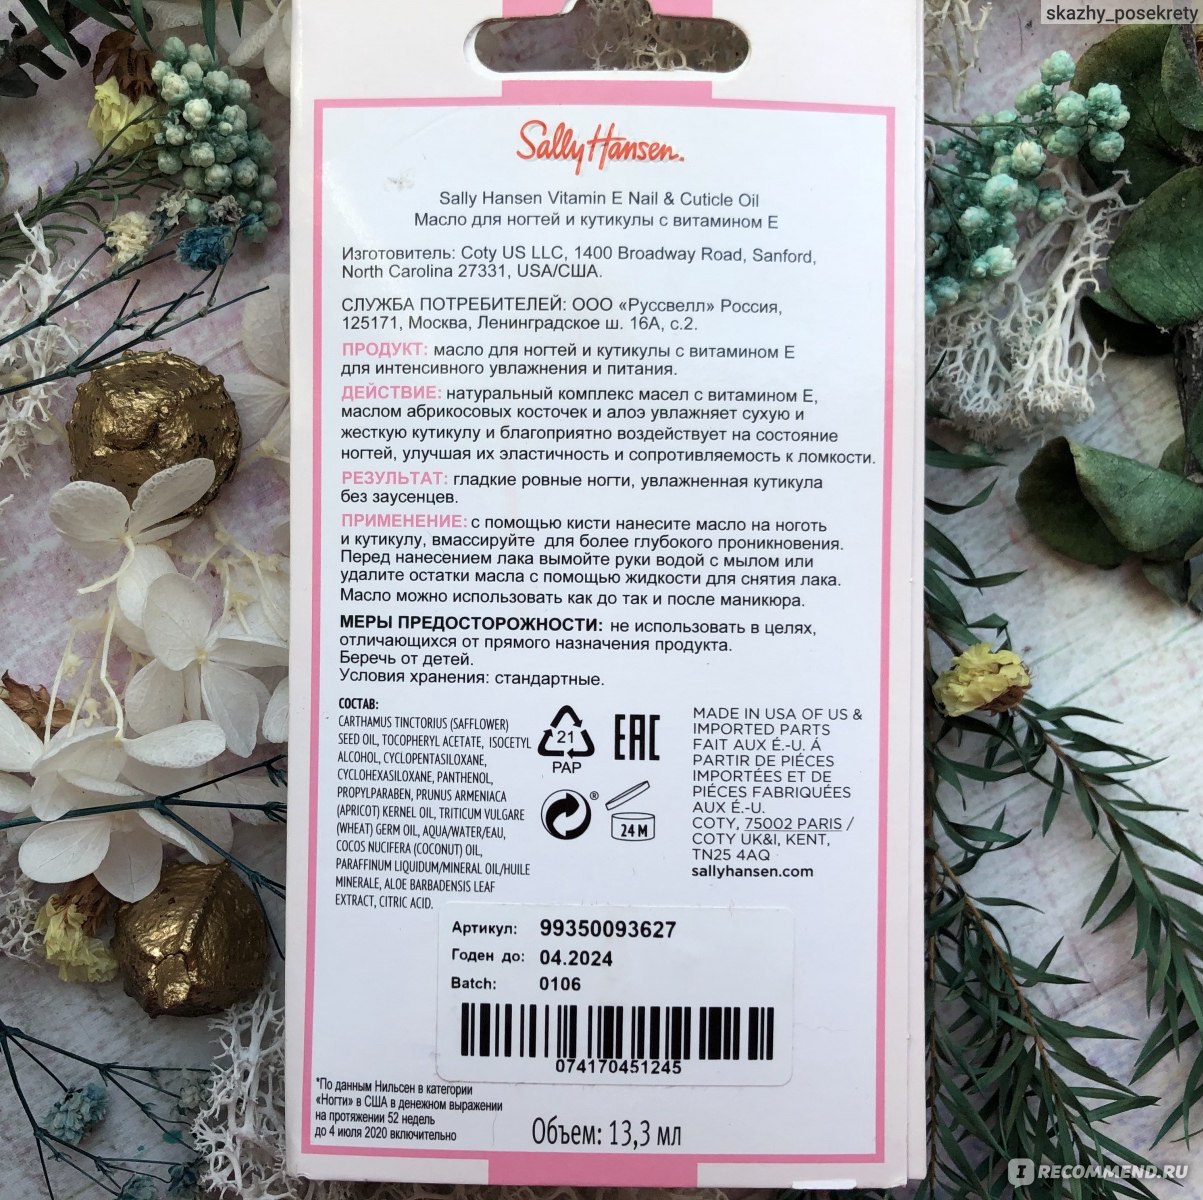 skazhy_posekrety
Sally Hansen.
Sally Hansen Vitamin E Nail & Cuticle Oil
Масло для ногтей и кутикулы с витамином Е
Изготовитель: Coty US LLC, 1400 Broadway Road, Sanford,
North Carolina 27331, USA/США.
СЛУЖБА ПОТРЕБИТЕЛЕЙ: ООО «Руссвелл» Россия,
125171, Москва, Ленинградское ш. 16А, с.2.
ПРОДУКТ: масло для ногтей и кутикулы с витамином Е
для интенсивного увлажнения и питания.
ДЕЙСТВИЕ: натуральный комплекс масел с витамином Е,
маслом абрикосовых косточек и алоэ увлажняет сухую и
жесткую кутикулу и благоприятно воздействует на состояние
ногтей, улучшая их эластичность и сопротивляемость к ломкости.
РЕЗУЛЬТАТ: гладкие ровные ногти, увлажненная кутикула
без заусенцев.
ПРИМЕНЕНИЕ: с помощью кисти нанесите масло на ноготь
и кутикулу, вмассируйте для более глубокого проникновения.
Перед нанесением лака вымойте руки водой с мылом или
удалите остатки масла с помощью жидкости для снятия лака.
Масло можно использовать как до так и после маникюра.
МЕРЫ ПРЕДОСТОРОЖНОСТИ: не использовать в целях,
отличающихся от прямого назначения продукта.
Беречь от детей.
Условия хранения: стандартные.
СОСТАВ:
CARTHAMUS TINCTORIUS (SAFFLOWER)
SEED OIL, TOCOPHERYL ACETATE, ISOCETYL
ALCOHOL, CYCLOPENTASILOXANE,
CYCLOHEXASILOXANE, PANTHENOL,
PROPYLPARABEN, PRUNUS ARMENIACA
(APRICOT) KERNEL OIL, TRITICUM VULGARE
(WHEAT) GERM OIL, AQUA/WATER/EAU,
COCOS NUCIFERA (COCONUT) OIL,
PARAFFINUM LIQUIDUM/MINERAL OIL/HUILE
MINERALE, ALOE BARBADENSIS LEAF
EXTRACT, CITRIC ACID.
21
PAP
EAC
®
24 M
MADE IN USA OF US &
IMPORTED PARTS
FAIT AUX É.-U. Á
PARTIR DE PIÉCES
IMPORTÉES ET DE
PIÉCES FABRIQUÉES
AUX É.-U.
COTY, 75002 PARIS /
COTY UK&I, KENT,
TN25 4AQ
sallyhansen.com
Артикул: 99350093627
Годен до: 04.2024
Batch: 0106
074170451245
*По данным Нильсен в категории
«Ногти» в США в денежном выражении
на протяжении 52 недель
до 4 июля 2020 включительно
Объем: 13,3 мл
I RECOMMEND.RU